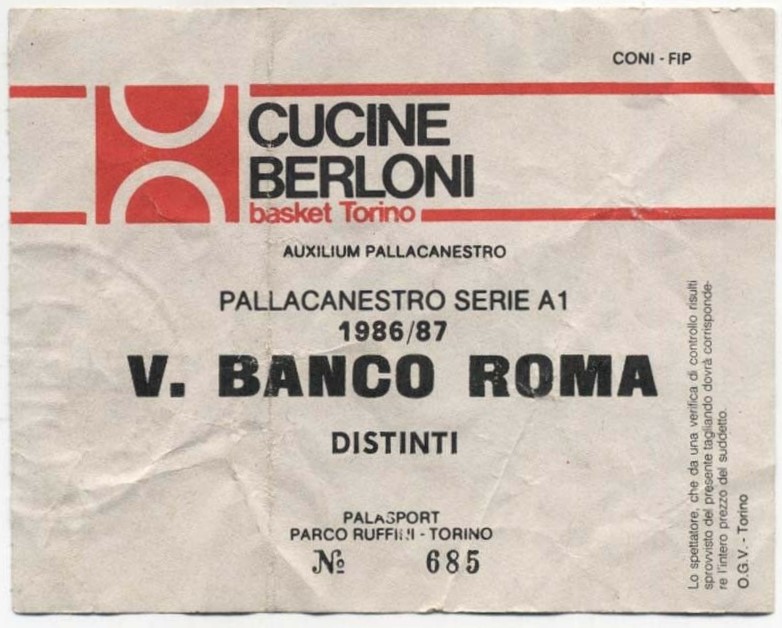 CONI - FIP
CUCINE
BERLONI
basket Torino
AUXILIUM PALLACANESTRO
PALLACANESTRO SERIE A1
1986/87
V. BANCO ROMA
DISTINTI
PALASPORT
PARCO RUFFINI - TORINO
№ 685
Lo spettatore, che da una verifica di controllo risulti
sprovvisto del presente tagliando dovrà corrisponde-
re l'intero prezzo del suddetto.
O.G.V. - Torino